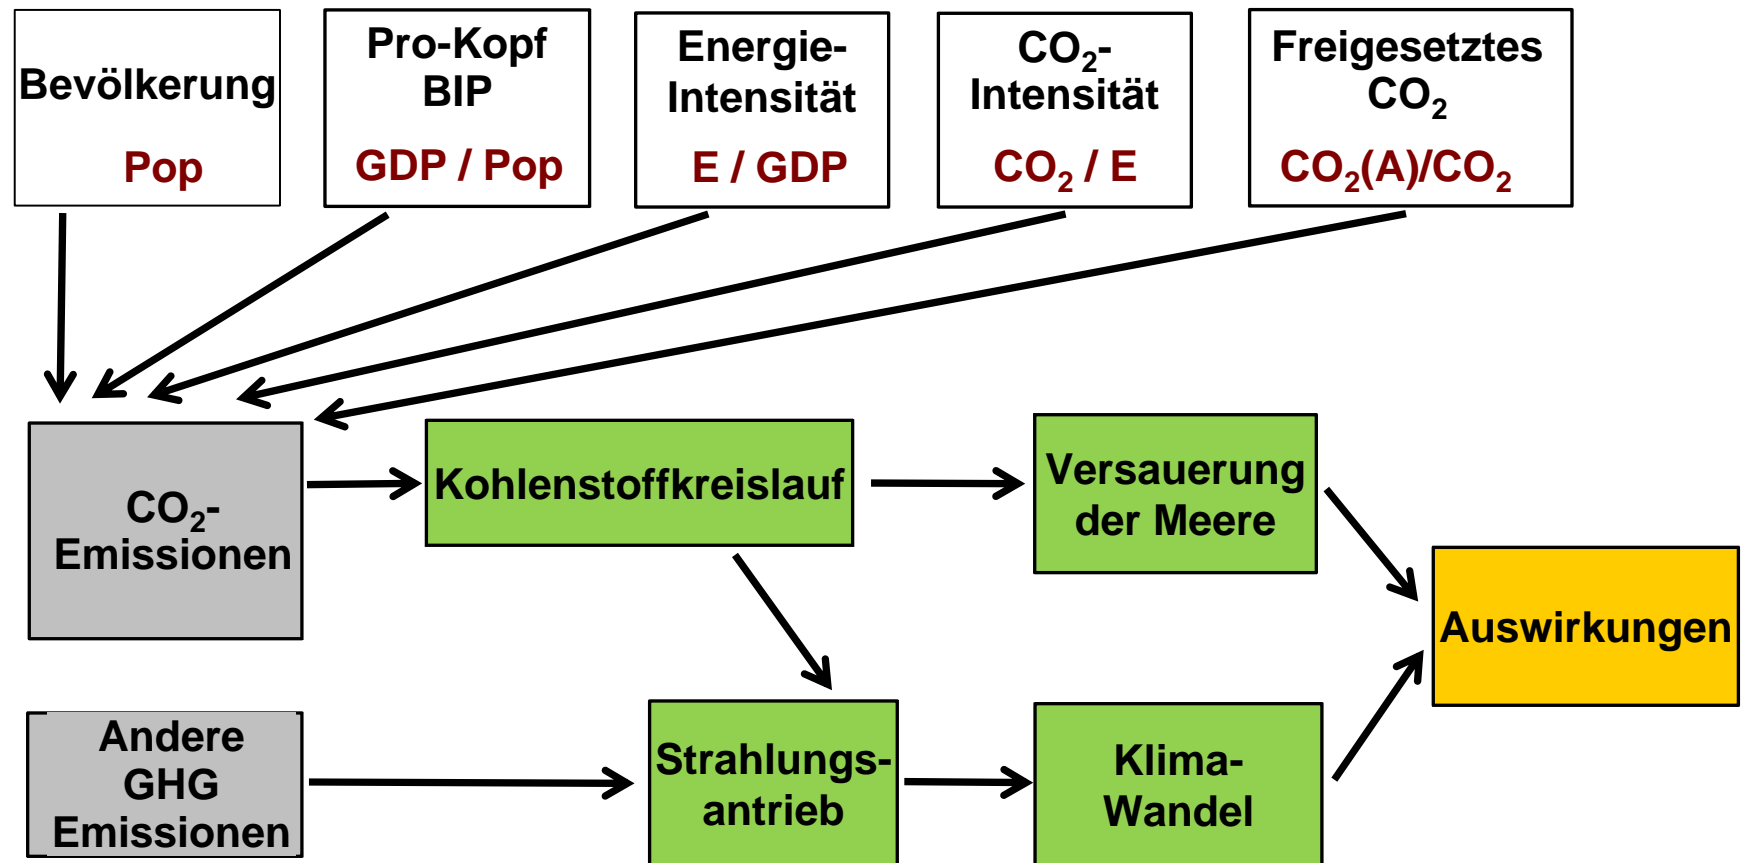 Bevölkerung
Pop
Pro-Kopf
BIP
GDP / Pop
Energie-
Intensität
E / GDP
CO₂-
Intensität
CO₂ / E
Freigesetztes
CO₂
CO₂(A)/CO₂
CO₂-
Emissionen
Kohlenstoffkreislauf
Versauerung
der Meere
Auswirkungen
Andere
GHG
Emissionen
Strahlungs-
antrieb
Klima-
Wandel